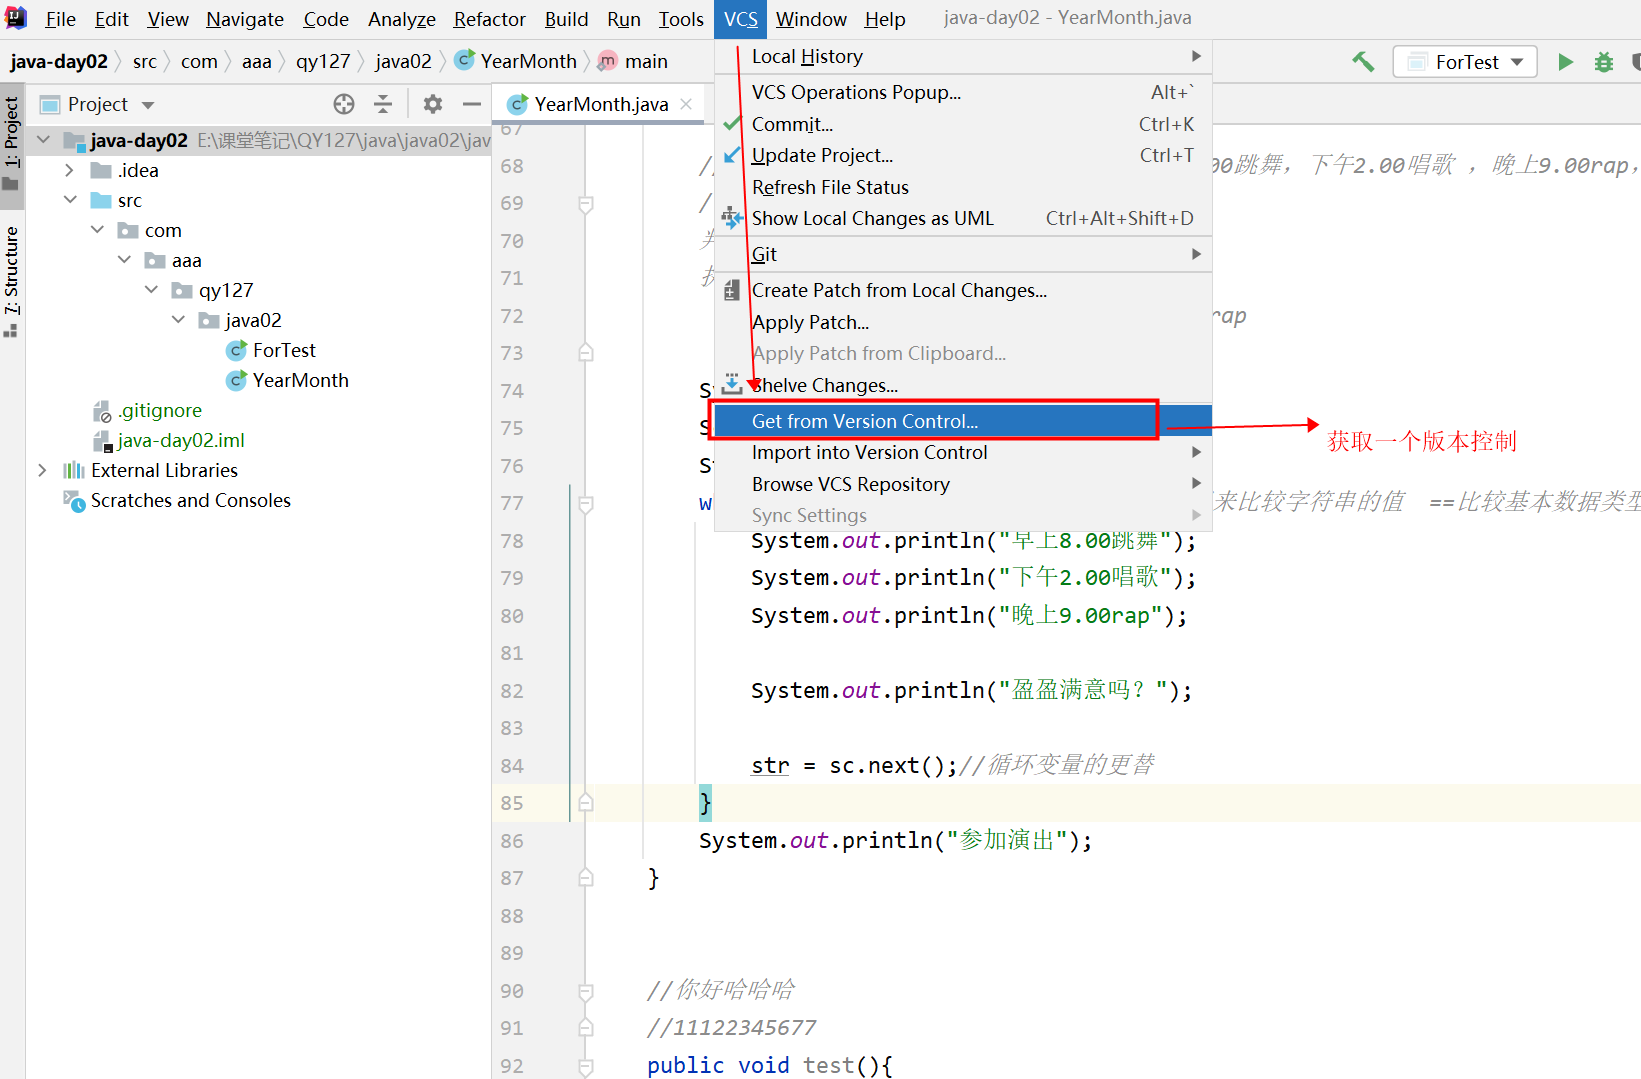 File Edit View Navigate Code Analyze Refactor Build Run Tools VCS Window Help java-day02 - YearMonth.java
java-day02 src com aaa qy127 java02 YearMonth main
ForTest
Project
YearMonth.java
1: Project
7: Structure
java-day02 E:\课堂笔记\QY127\java\java02\jav
.idea
src
com
aaa
qy127
java02
ForTest
YearMonth
.gitignore
java-day02.iml
External Libraries
Scratches and Consoles
Local History
VCS Operations Popup... Alt+`
Commit... Ctrl+K
Update Project... Ctrl+T
Refresh File Status
Show Local Changes as UML Ctrl+Alt+Shift+D
Git
Create Patch from Local Changes...
Apply Patch...
Apply Patch from Clipboard...
Shelve Changes...
Get from Version Control...
Import into Version Control
Browse VCS Repository
Sync Settings
获取一个版本控制
67
68 // 00跳舞，下午2.00唱歌 ，晚上9.00rap，
69 /
70
71
72 rap
73
74 S
75 S
76 S
77 w 来比较字符串的值 ==比较基本数据类型
78 System.out.println("早上8.00跳舞");
79 System.out.println("下午2.00唱歌");
80 System.out.println("晚上9.00rap");
81
82 System.out.println("盈盈满意吗？");
83
84 str = sc.next();//循环变量的更替
85 }
86 System.out.println("参加演出");
87 }
88
89
90 //你好哈哈哈
91 //11122345677
92 public void test(){